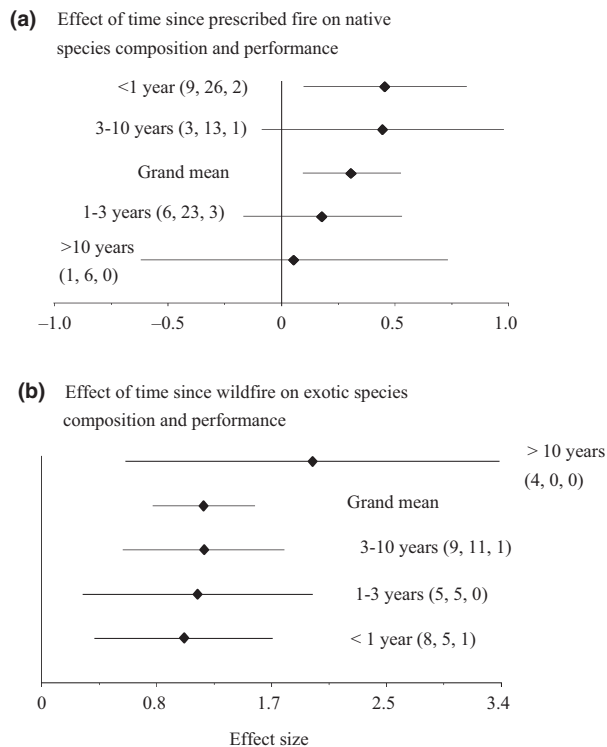 (a) Effect of time since prescribed fire on native
species composition and performance
<1 year (9, 26, 2)
3-10 years (3, 13, 1)
Grand mean
1-3 years (6, 23, 3)
>10 years
(1, 6, 0)
−1.0 −0.5 0 0.5 1.0
(b) Effect of time since wildfire on exotic species
composition and performance
> 10 years
(4, 0, 0)
Grand mean
3-10 years (9, 11, 1)
1-3 years (5, 5, 0)
< 1 year (8, 5, 1)
0 0.8 1.7 2.5 3.4
Effect size